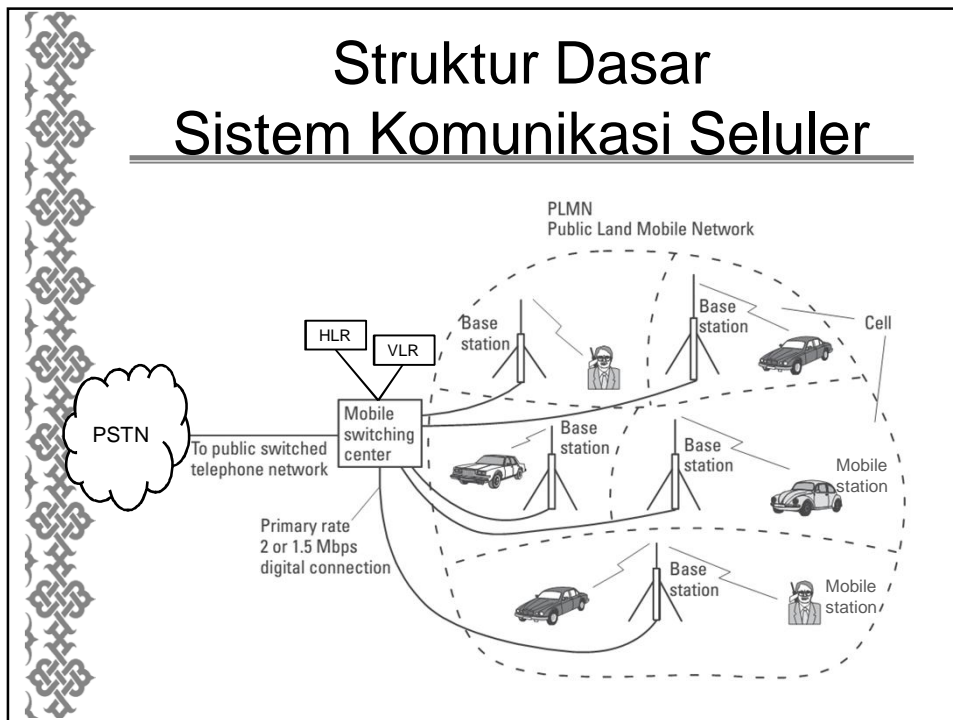 Struktur Dasar
Sistem Komunikasi Seluler
PLMN
Public Land Mobile Network
Base
station
Base
station
Cell
HLR
VLR
PSTN
To public switched
telephone network
Mobile
switching
center
Base
station
Base
station
Mobile
station
Primary rate
2 or 1.5 Mbps
digital connection
Base
station
Mobile
station